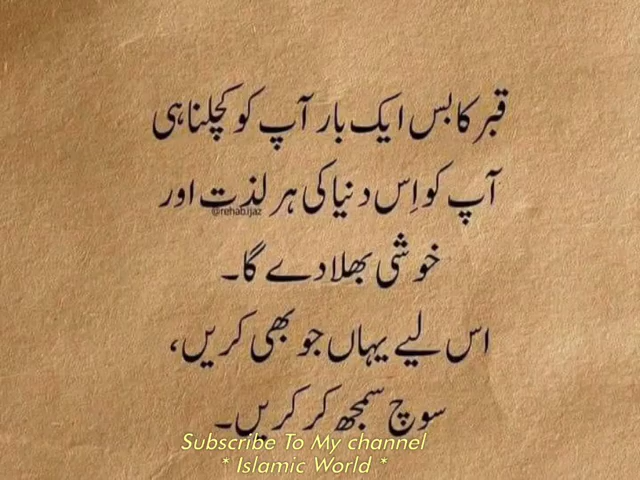 قبر کا بس ایک بار آپ کو کچلنا ہی
آپ کو اِس دنیا کی ہر لذت اور
@rehab.ijaz
خوشی بھلا دے گا۔
اس لیے یہاں جو بھی کریں،
سوچ سمجھ کر کریں۔
Subscribe To My channel
* Islamic World *